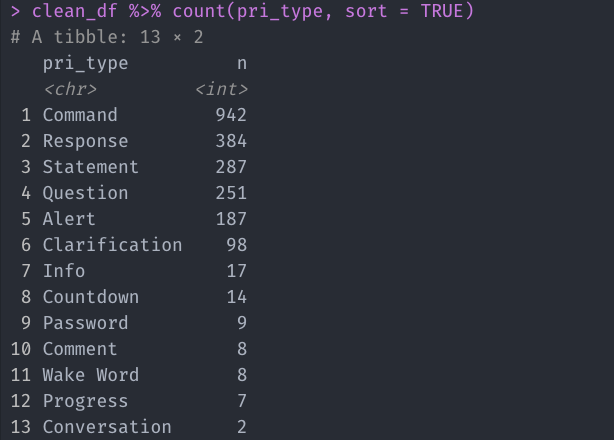 > clean_df %>% count(pri_type, sort = TRUE)
# A tibble: 13 × 2
pri_type n
<chr> <int>
1 Command 942
2 Response 384
3 Statement 287
4 Question 251
5 Alert 187
6 Clarification 98
7 Info 17
8 Countdown 14
9 Password 9
10 Comment 8
11 Wake Word 8
12 Progress 7
13 Conversation 2